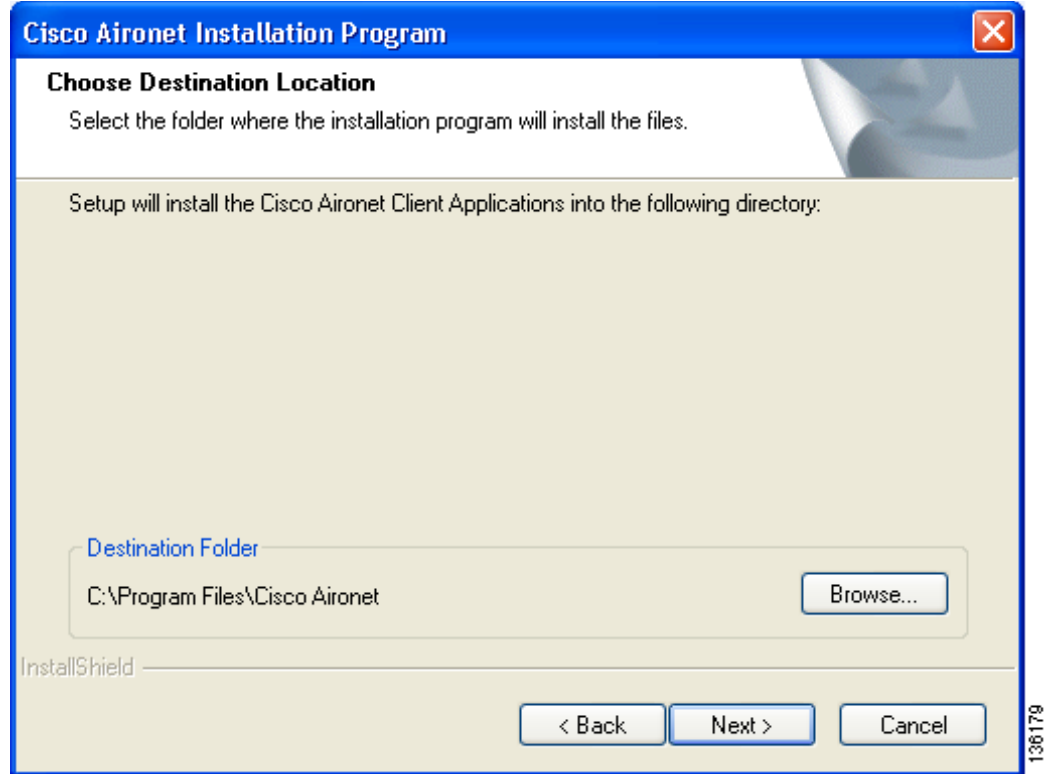 Cisco Aironet Installation Program
Choose Destination Location
Select the folder where the installation program will install the files.
Setup will install the Cisco Aironet Client Applications into the following directory:
Destination Folder
C:\Program Files\Cisco Aironet
Browse...
InstallShield
< Back
Next >
Cancel
136179